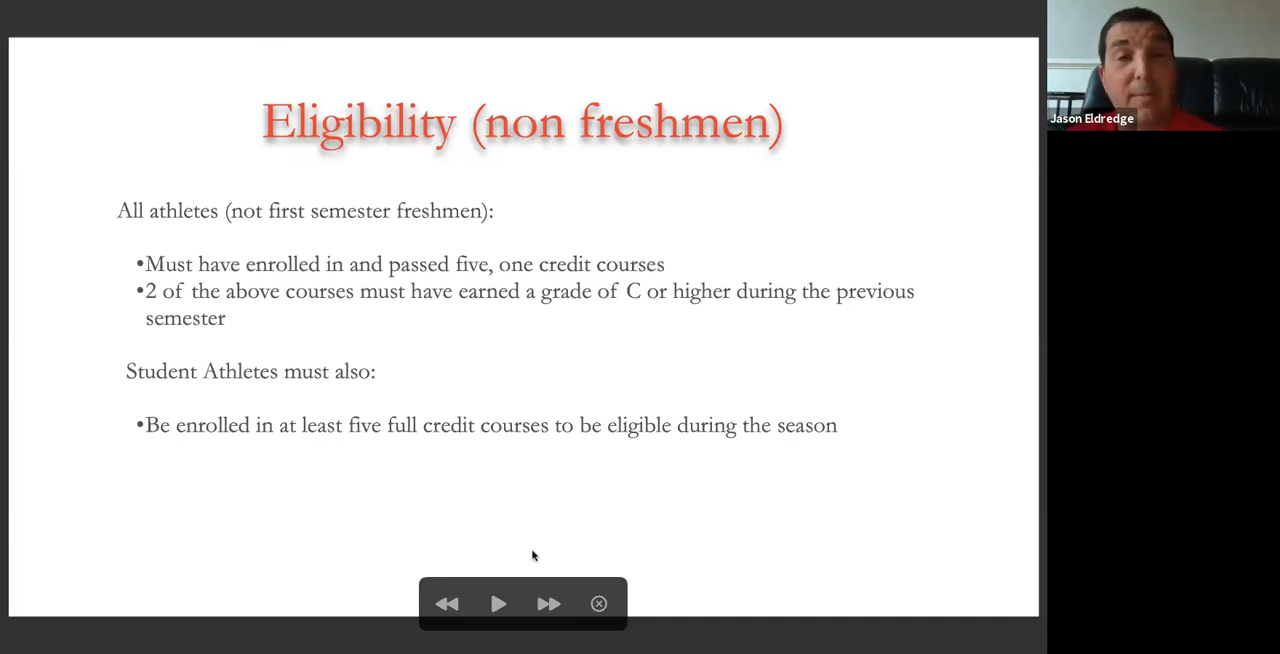 Eligibility (non freshmen)
Jason Eldredge
All athletes (not first semester freshmen):
•Must have enrolled in and passed five, one credit courses
•2 of the above courses must have earned a grade of C or higher during the previous
semester
Student Athletes must also:
•Be enrolled in at least five full credit courses to be eligible during the season